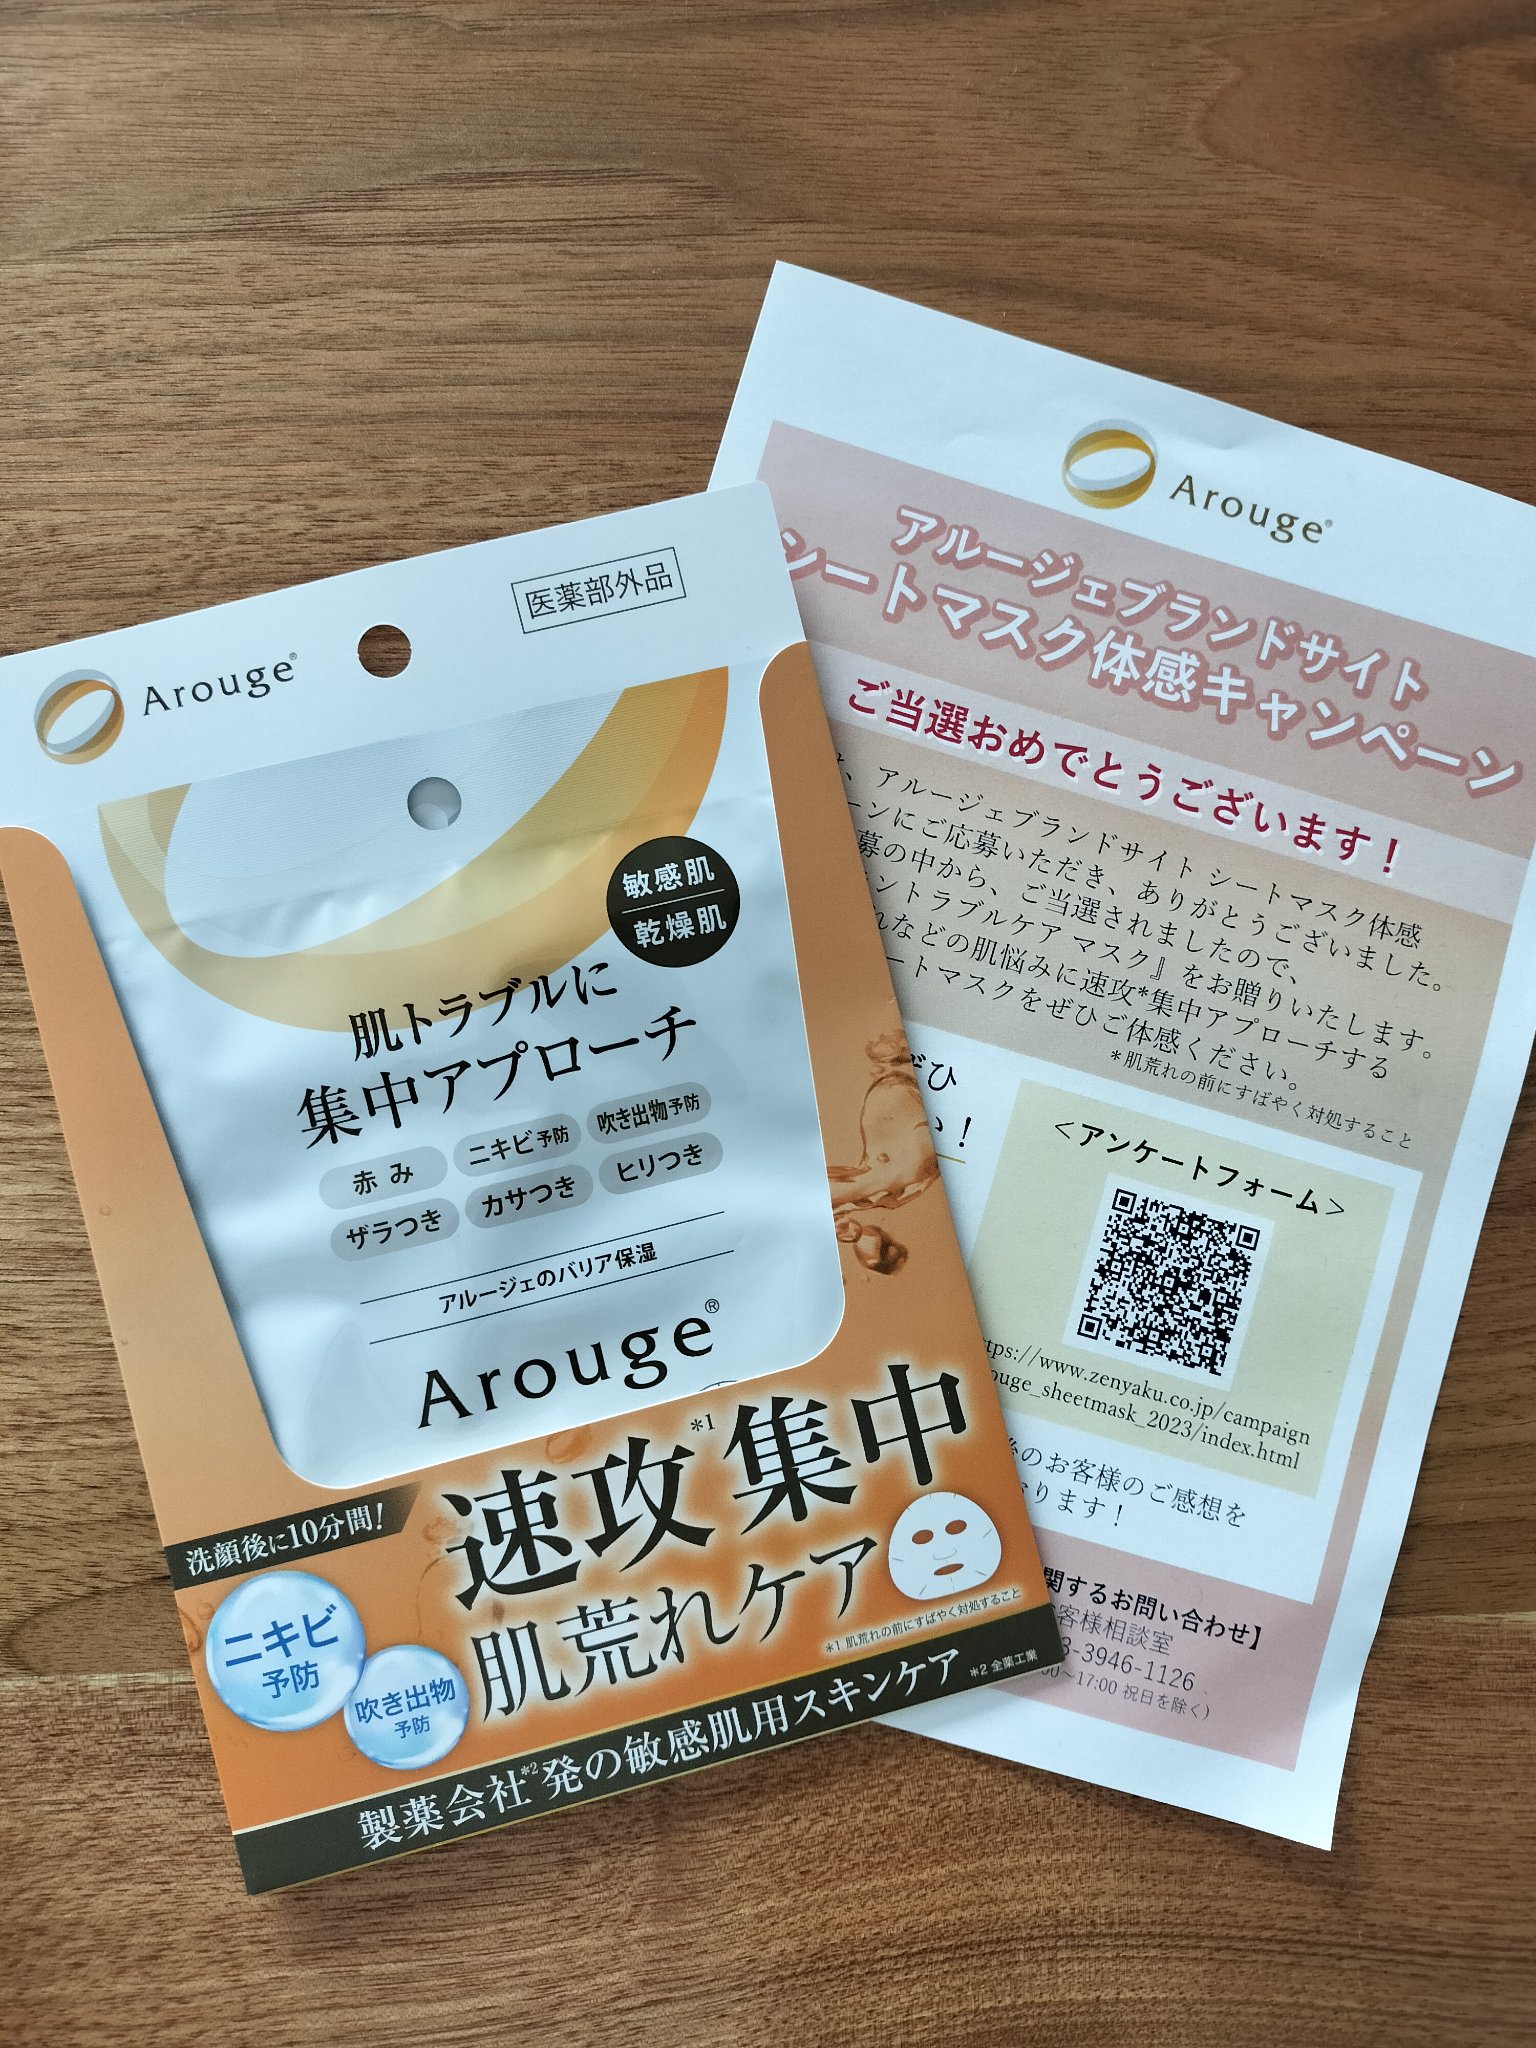 Arouge®
医薬部外品
敏感肌
乾燥肌
肌トラブルに
集中アプローチ
赤み
ニキビ予防
吹き出物予防
ザラつき
カサつき
ヒリつき
アルージェのバリア保湿
Arouge®
洗顔後に10分間!
速攻*1集中
肌荒れケア
*1 肌荒れの前にすばやく対処すること
ニキビ
予防
吹き出物
予防
製薬会社*2発の敏感肌用スキンケア *2 全薬工業
Arouge®
アルージェブランドサイト
シートマスク体感キャンペーン
ご当選おめでとうございます!
、アルージェブランドサイト シートマスク体感
ーンにご応募いただき、ありがとうございました。
募の中から、ご当選されましたので、
ントラブルケア マスク』をお贈りいたします。
れなどの肌悩みに速攻*集中アプローチする
ートマスクをぜひご体感ください。
*肌荒れの前にすばやく対処すること
ぜひ
い!
<アンケートフォーム>
ttps://www.zenyaku.co.jp/campaign
ouge_sheetmask_2023/index.html
後のお客様のご感想を
ります!
関するお問い合わせ】
客様相談室
3-3946-1126
00～17:00 祝日を除く)